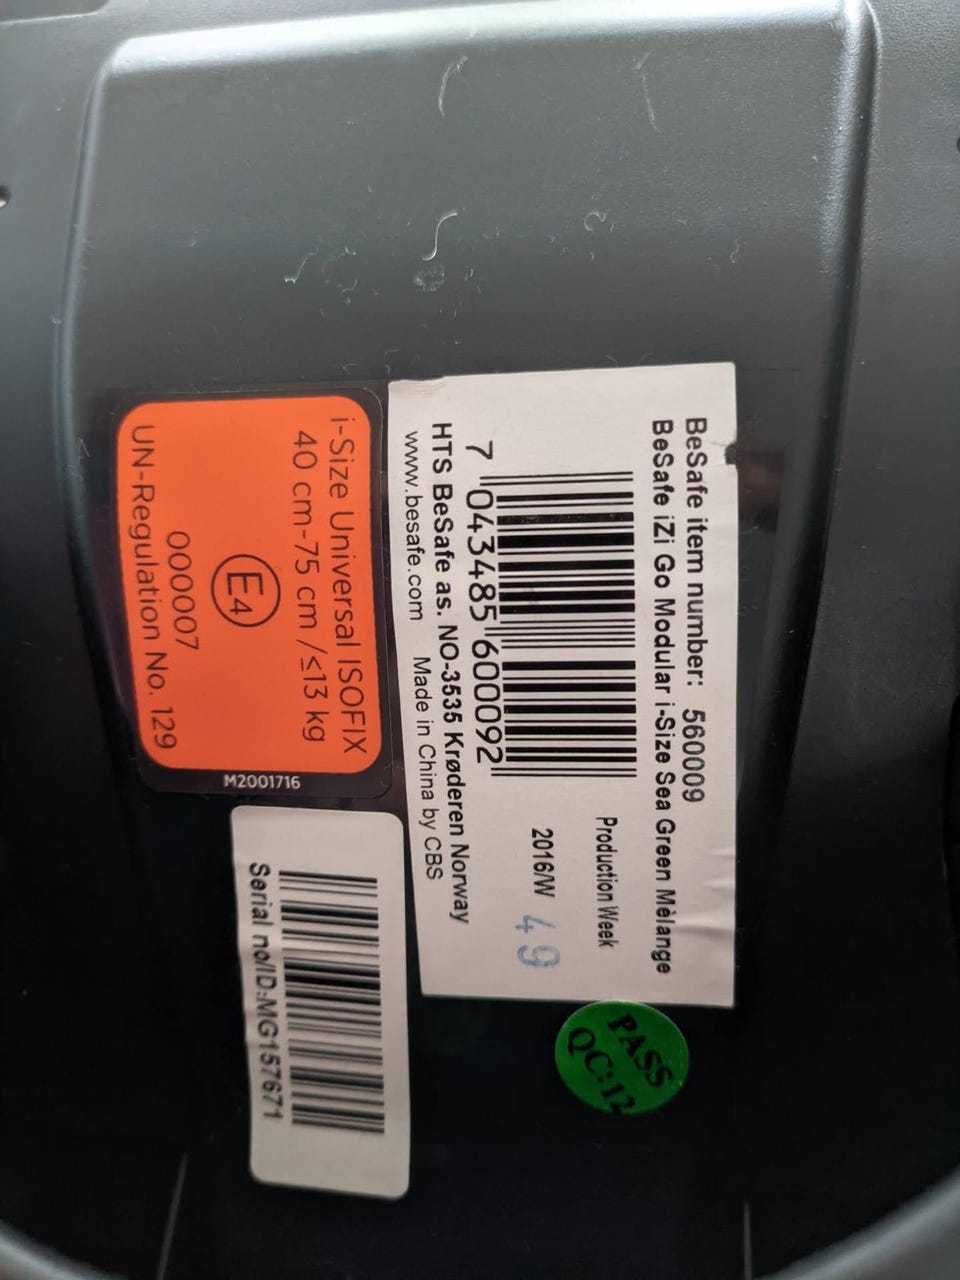 BeSafe item number: 560009
BeSafe iZi Go Modular i-Size Sea Green Mèlange
Production Week
2016/W 49
7 043485 600092
HTS BeSafe as. NO-3535 Krøderen Norway
www.besafe.com Made in China by CBS
i-Size Universal ISOFIX
40 cm-75 cm /≤13 kg
E4
000007
UN-Regulation No. 129
M2001716
Serial no/ID:MG157671
PASS
QC:12